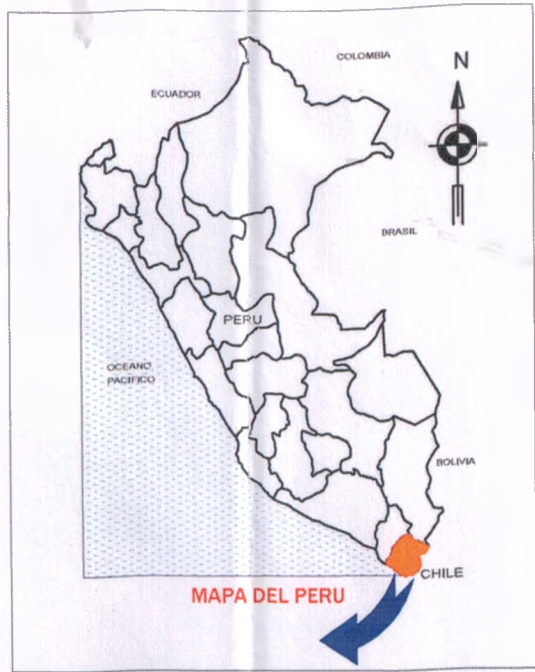 COLOMBIA
N
ECUADOR
BRASIL
PERU
OCEANO
PACIFICO
BOLIVIA
CHILE
MAPA DEL PERU